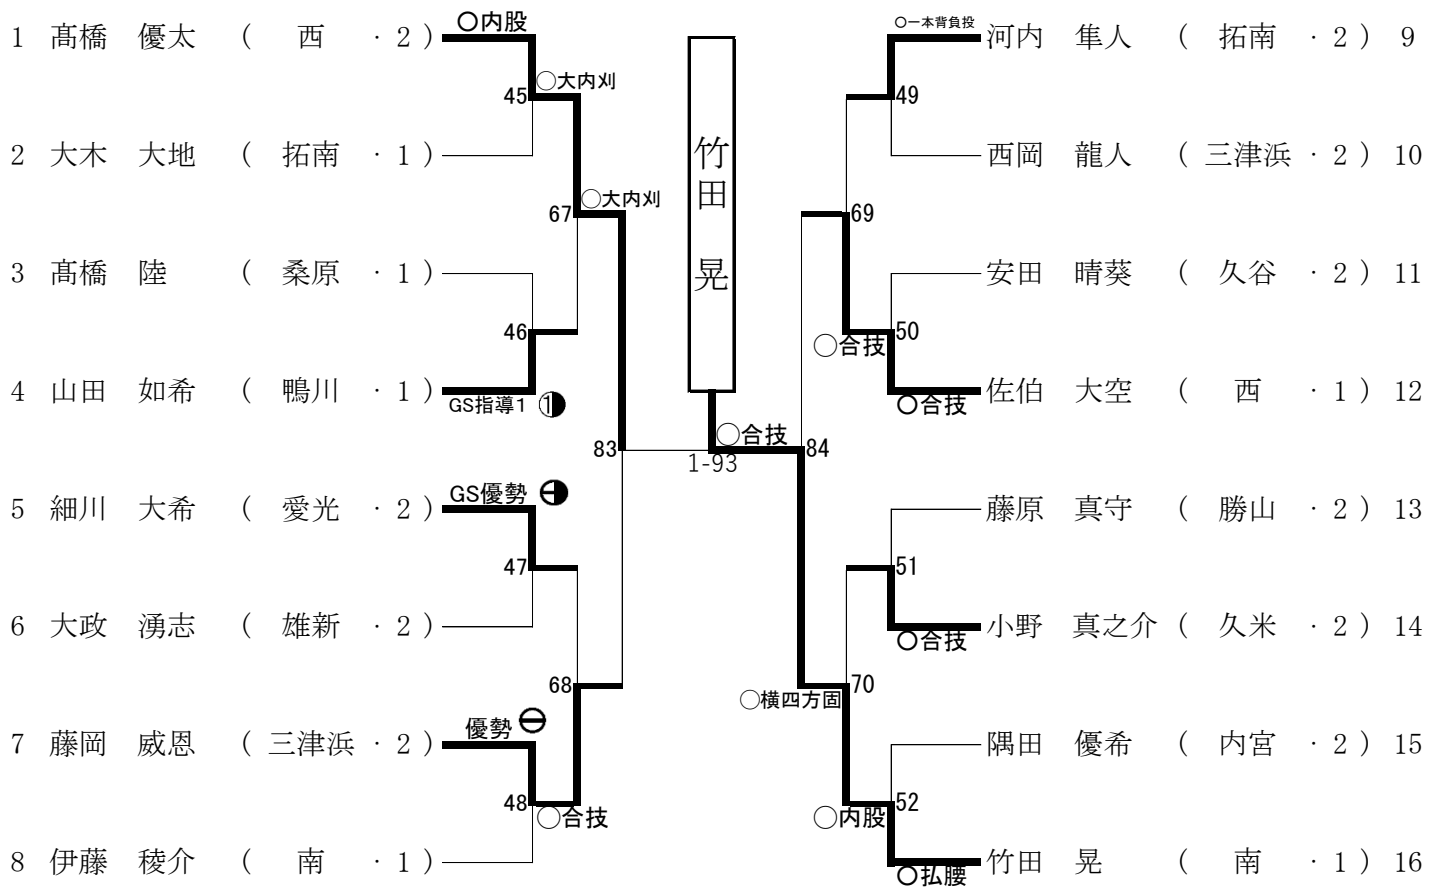 1 髙橋 優太 ( 西 ・2)
○内股
45
○大内刈
2 大木 大地 ( 拓南 ・1)
67
○大内刈
3 髙橋 陸 ( 桑原 ・1)
46
4 山田 如希 ( 鴨川 ・1)
GS指導1 ①
83
5 細川 大希 ( 愛光 ・2)
GS優勢
47
6 大政 湧志 ( 雄新 ・2)
68
7 藤岡 威恩 ( 三津浜 ・2)
優勢
48
○合技
8 伊藤 稜介 ( 南 ・1)
竹田 晃
○合技
1-93
○一本背負投
河内 隼人 ( 拓南 ・2) 9
49
西岡 龍人 ( 三津浜 ・2) 10
69
安田 晴葵 ( 久谷 ・2) 11
50
○合技
佐伯 大空 ( 西 ・1) 12
○合技
84
藤原 真守 ( 勝山 ・2) 13
51
小野 真之介 ( 久米 ・2) 14
○合技
70
○横四方固
隅田 優希 ( 内宮 ・2) 15
52
○内股
竹田 晃 ( 南 ・1) 16
○払腰